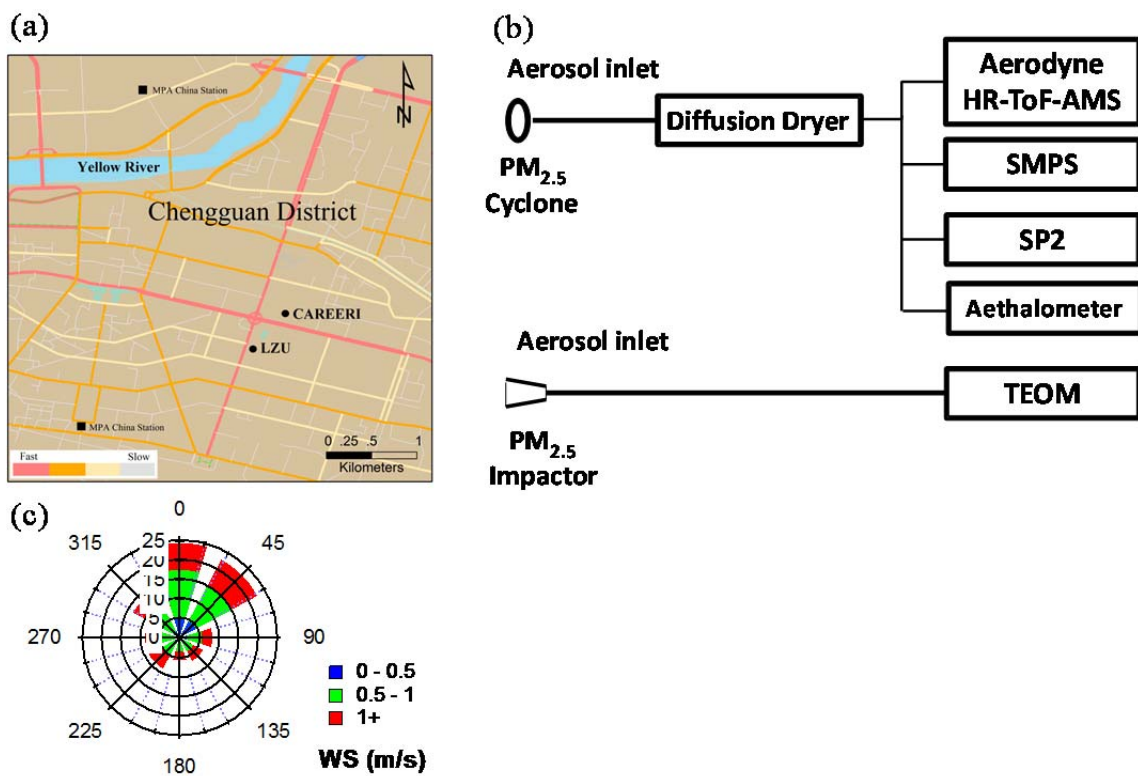 (a)
MPA China Station
N
Yellow River
Chengguan District
CAREERI
LZU
MPA China Station
Fast
Slow
0 .25 .5 1
Kilometers
(b)
Aerosol inlet
PM2.5
Cyclone
Diffusion Dryer
Aerodyne
HR-ToF-AMS
SMPS
SP2
Aethalometer
Aerosol inlet
PM2.5
Impactor
TEOM
(c)
0
45
90
135
180
225
270
315
25
20
15
10
5
0
0 - 0.5
0.5 - 1
1+
WS (m/s)